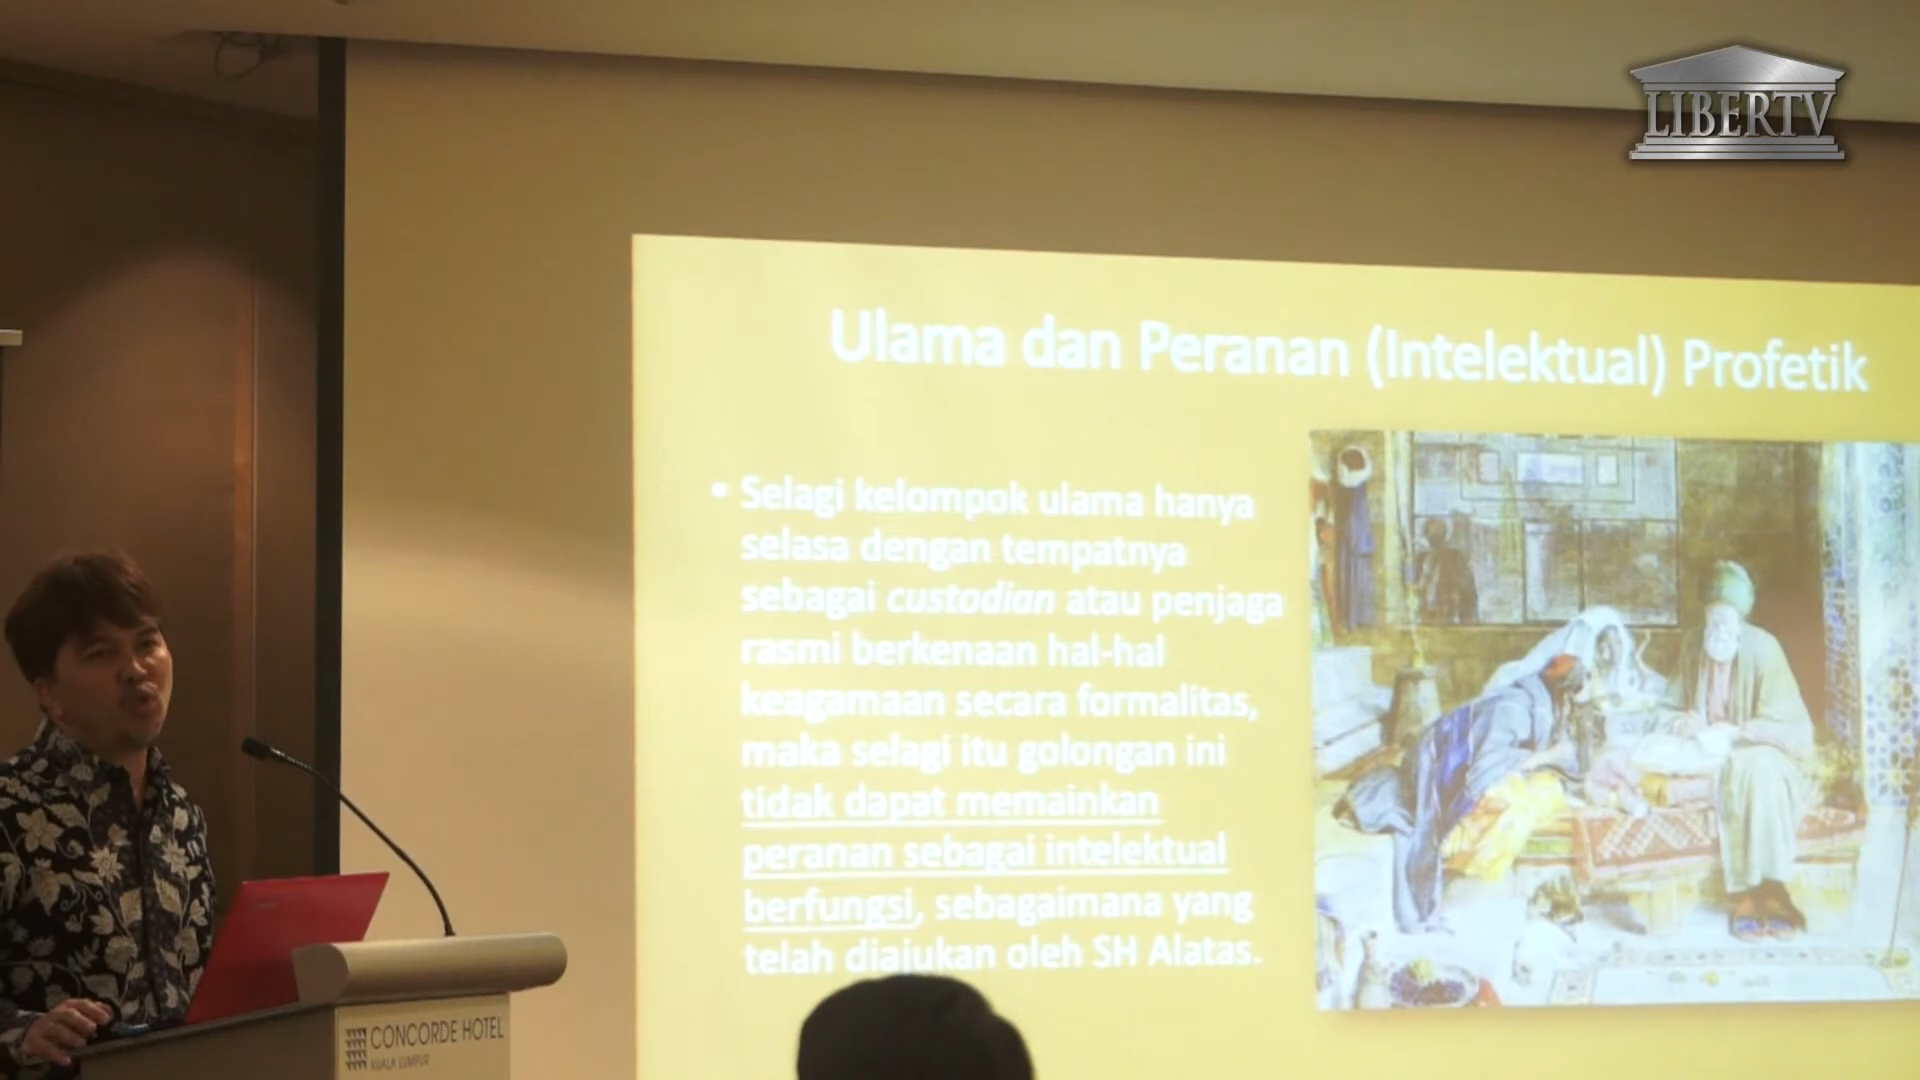 LIBERTV
Ulama dan Peranan (Intelektual) Profetik
• Selagi kelompok ulama hanya
selasa dengan tempatnya
sebagai custodian atau penjaga
rasmi berkenaan hal-hal
keagamaan secara formalitas,
maka selagi itu golongan ini
tidak dapat memainkan
peranan sebagai intelektual
berfungsi, sebagaimana yang
telah diajukan oleh SH Alatas.
CONCORDE HOTEL
KUALA LUMPUR